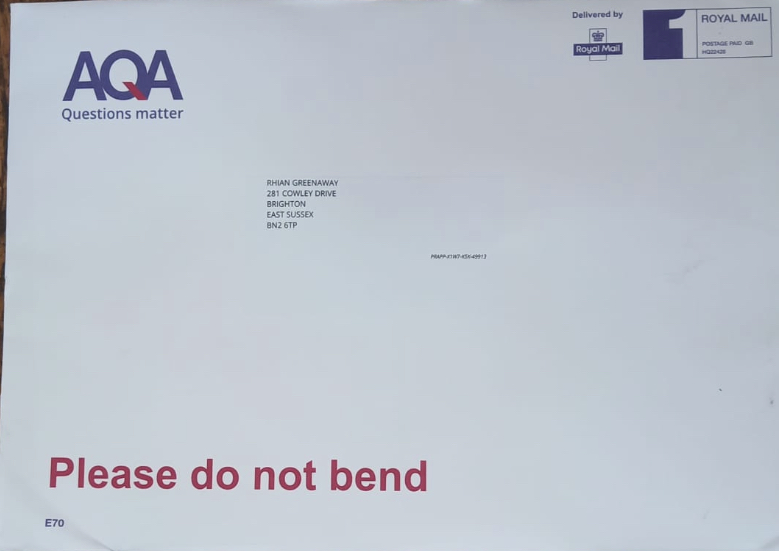 Delivered by
Royal Mail
1
ROYAL MAIL
POSTAGE PAID GB
HQ22428
AQA
Questions matter
RHIAN GREENAWAY
281 COWLEY DRIVE
BRIGHTON
EAST SUSSEX
BN2 6TP
Please do not bend
E70